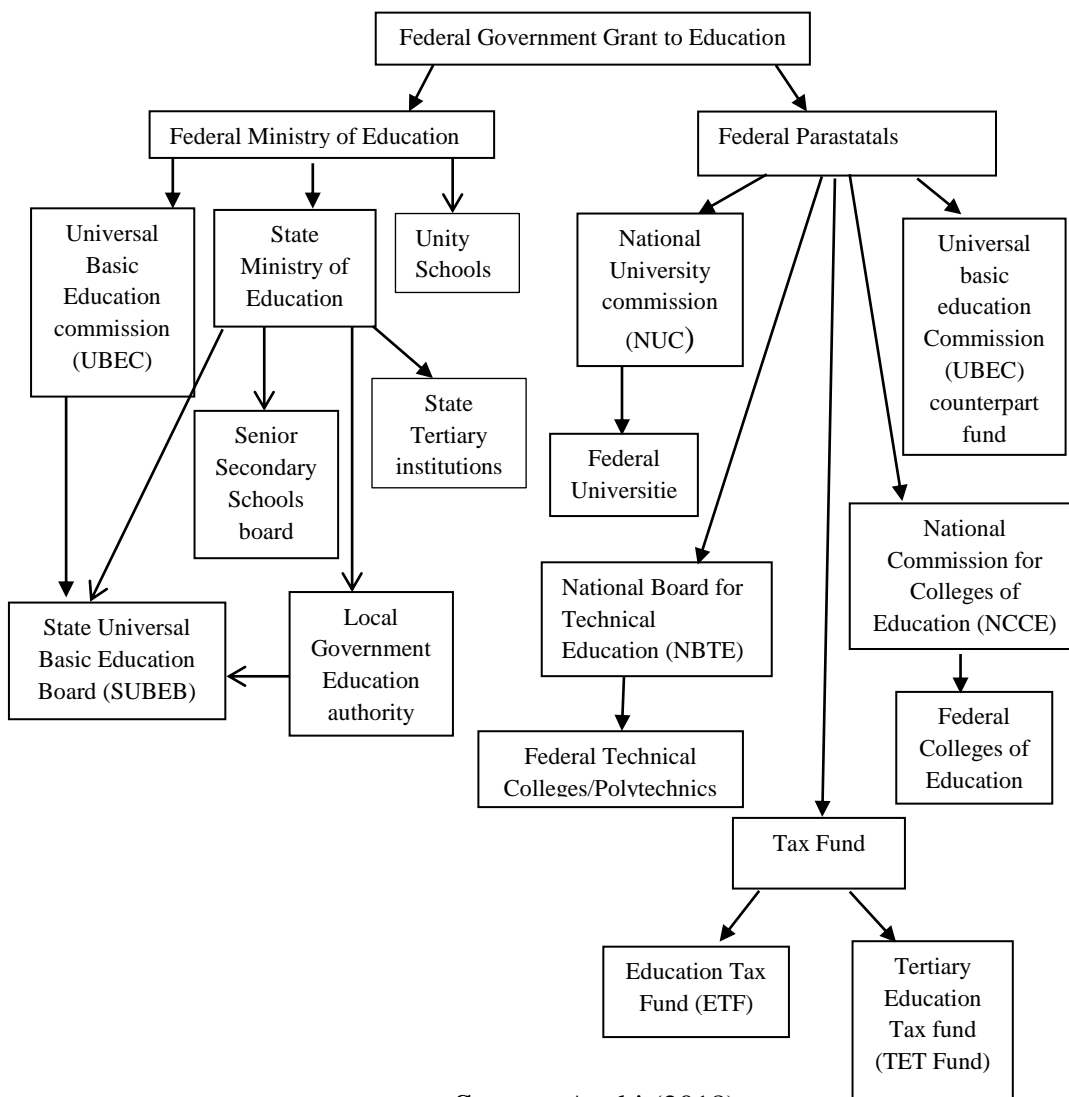 Federal Government Grant to Education
Federal Ministry of Education
Federal Parastatals
Universal
Basic
Education
commission
(UBEC)
State
Ministry of
Education
Unity
Schools
National
University
commission
(NUC)
Universal
basic
education
Commission
(UBEC)
counterpart
fund
State
Tertiary
institutions
Senior
Secondary
Schools
board
Federal
Universitie
National
Commission for
Colleges of
Education (NCCE)
National Board for
Technical
Education (NBTE)
State Universal
Basic Education
Board (SUBEB)
Local
Government
Education
authority
Federal
Colleges of
Education
Federal Technical
Colleges/Polytechnics
Tax Fund
Education Tax
Fund (ETF)
Tertiary
Education
Tax fund
(TET Fund)